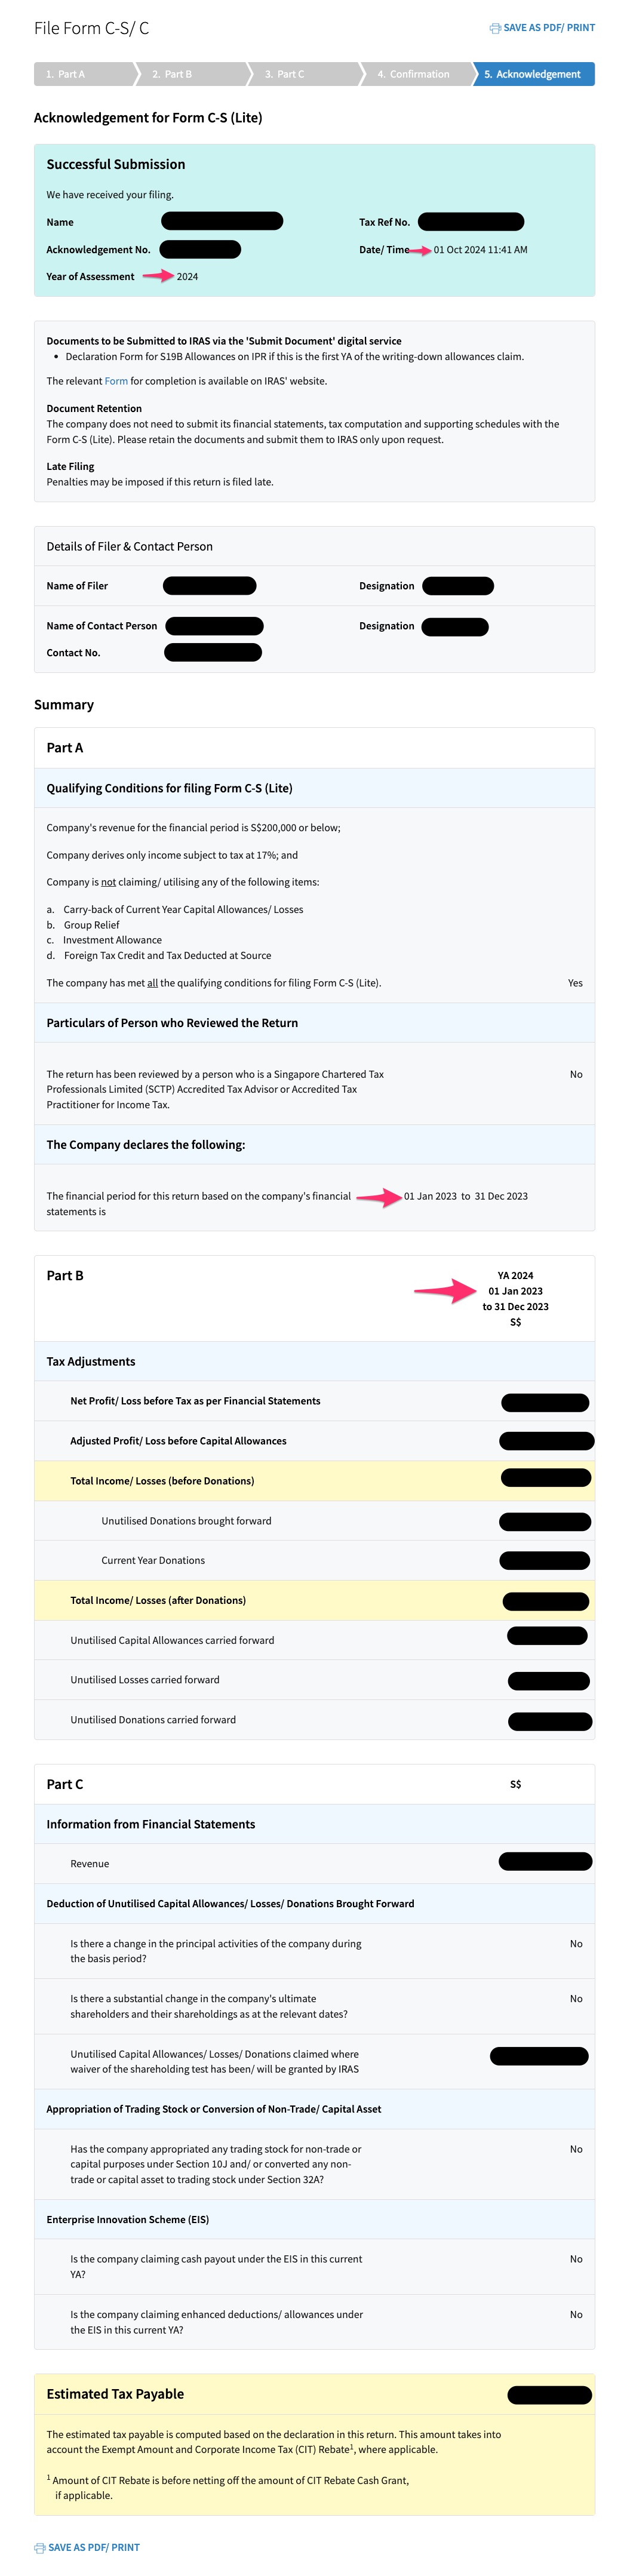 File Form C-S/ C
SAVE AS PDF/ PRINT
1. Part A
2. Part B
3. Part C
4. Confirmation
5. Acknowledgement
Acknowledgement for Form C-S (Lite)
Successful Submission
We have received your filing.
Name
Tax Ref No.
Acknowledgement No.
Date/ Time 01 Oct 2024 11:41 AM
Year of Assessment 2024
Documents to be Submitted to IRAS via the 'Submit Document' digital service
• Declaration Form for S19B Allowances on IPR if this is the first YA of the writing-down allowances claim.
The relevant Form for completion is available on IRAS' website.
Document Retention
The company does not need to submit its financial statements, tax computation and supporting schedules with the
Form C-S (Lite). Please retain the documents and submit them to IRAS only upon request.
Late Filing
Penalties may be imposed if this return is filed late.
Details of Filer & Contact Person
Name of Filer
Designation
Name of Contact Person
Designation
Contact No.
Summary
Part A
Qualifying Conditions for filing Form C-S (Lite)
Company's revenue for the financial period is S$200,000 or below;
Company derives only income subject to tax at 17%; and
Company is not claiming/ utilising any of the following items:
a. Carry-back of Current Year Capital Allowances/ Losses
b. Group Relief
c. Investment Allowance
d. Foreign Tax Credit and Tax Deducted at Source
The company has met all the qualifying conditions for filing Form C-S (Lite). Yes
Particulars of Person who Reviewed the Return
The return has been reviewed by a person who is a Singapore Chartered Tax No
Professionals Limited (SCTP) Accredited Tax Advisor or Accredited Tax
Practitioner for Income Tax.
The Company declares the following:
The financial period for this return based on the company's financial 01 Jan 2023 to 31 Dec 2023
statements is
Part B
YA 2024
01 Jan 2023
to 31 Dec 2023
S$
Tax Adjustments
Net Profit/ Loss before Tax as per Financial Statements
Adjusted Profit/ Loss before Capital Allowances
Total Income/ Losses (before Donations)
Unutilised Donations brought forward
Current Year Donations
Total Income/ Losses (after Donations)
Unutilised Capital Allowances carried forward
Unutilised Losses carried forward
Unutilised Donations carried forward
Part C S$
Information from Financial Statements
Revenue
Deduction of Unutilised Capital Allowances/ Losses/ Donations Brought Forward
Is there a change in the principal activities of the company during No
the basis period?
Is there a substantial change in the company's ultimate No
shareholders and their shareholdings as at the relevant dates?
Unutilised Capital Allowances/ Losses/ Donations claimed where
waiver of the shareholding test has been/ will be granted by IRAS
Appropriation of Trading Stock or Conversion of Non-Trade/ Capital Asset
Has the company appropriated any trading stock for non-trade or No
capital purposes under Section 10J and/ or converted any non-
trade or capital asset to trading stock under Section 32A?
Enterprise Innovation Scheme (EIS)
Is the company claiming cash payout under the EIS in this current No
YA?
Is the company claiming enhanced deductions/ allowances under No
the EIS in this current YA?
Estimated Tax Payable
The estimated tax payable is computed based on the declaration in this return. This amount takes into
account the Exempt Amount and Corporate Income Tax (CIT) Rebate¹, where applicable.
¹ Amount of CIT Rebate is before netting off the amount of CIT Rebate Cash Grant,
if applicable.
SAVE AS PDF/ PRINT